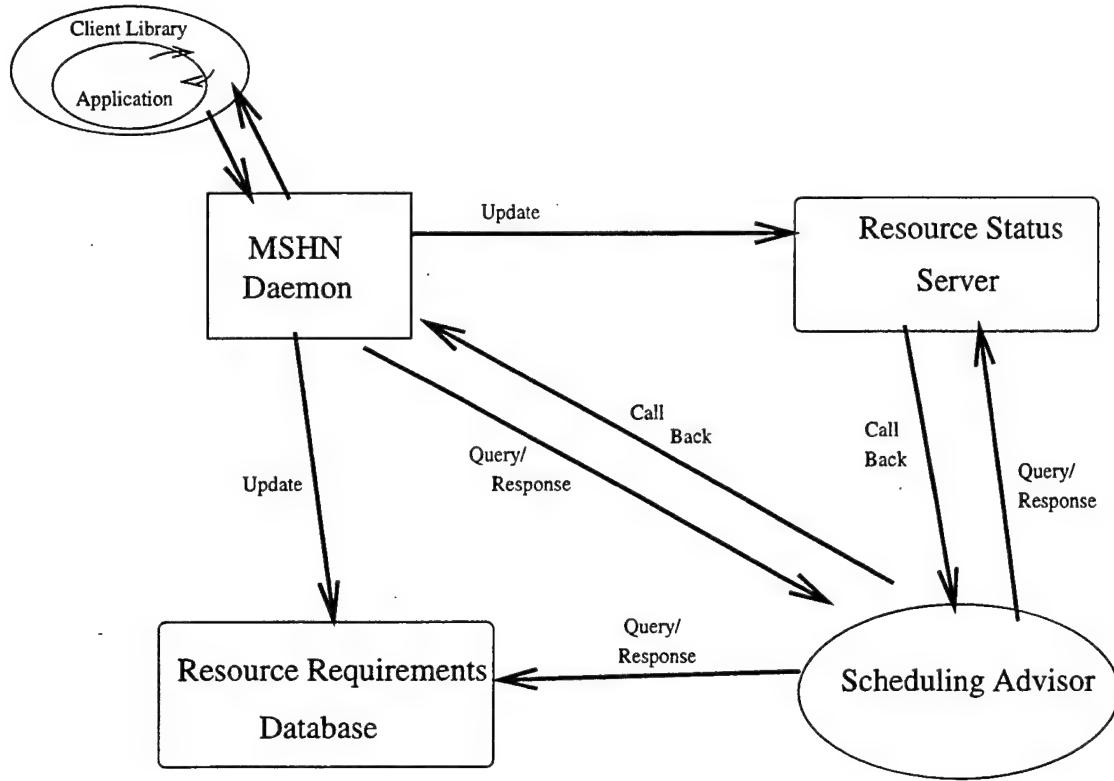 Client Library
Application
MSHN
Daemon
Update
Resource Status
Server
Call
Back
Query/
Response
Call
Back
Query/
Response
Update
Query/
Response
Resource Requirements
Database
Scheduling Advisor